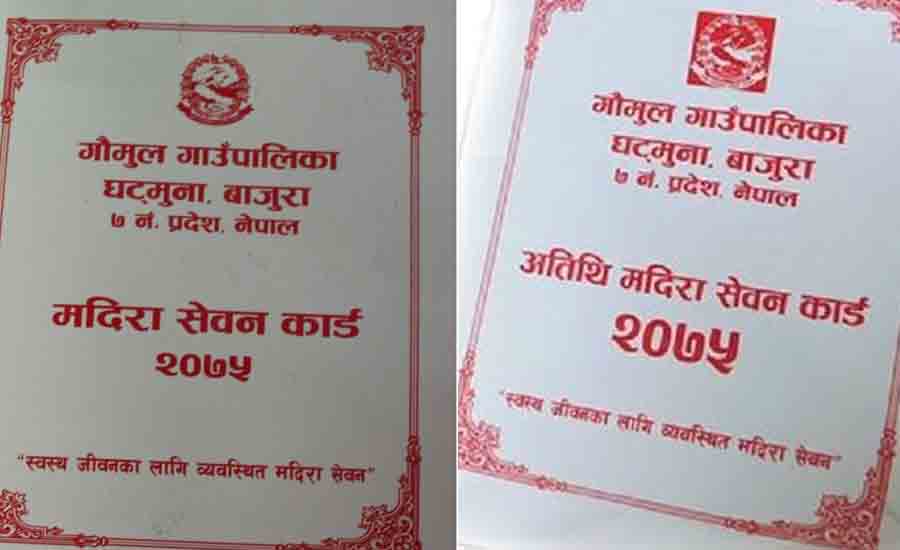 गौमुल गाउँपालिका
घट्मुना, बाजुरा
७ नं. प्रदेश, नेपाल
मदिरा सेवन कार्ड
२०७५
“स्वस्थ जीवनका लागि व्यवस्थित मदिरा सेवन”
गौमुल गाउँपालिका
घट्मुना, बाजुरा
७ नं. प्रदेश, नेपाल
अतिथि मदिरा सेवन कार्ड
२०७५
“स्वस्थ जीवनका लागि व्यवस्थित मदिरा सेवन”